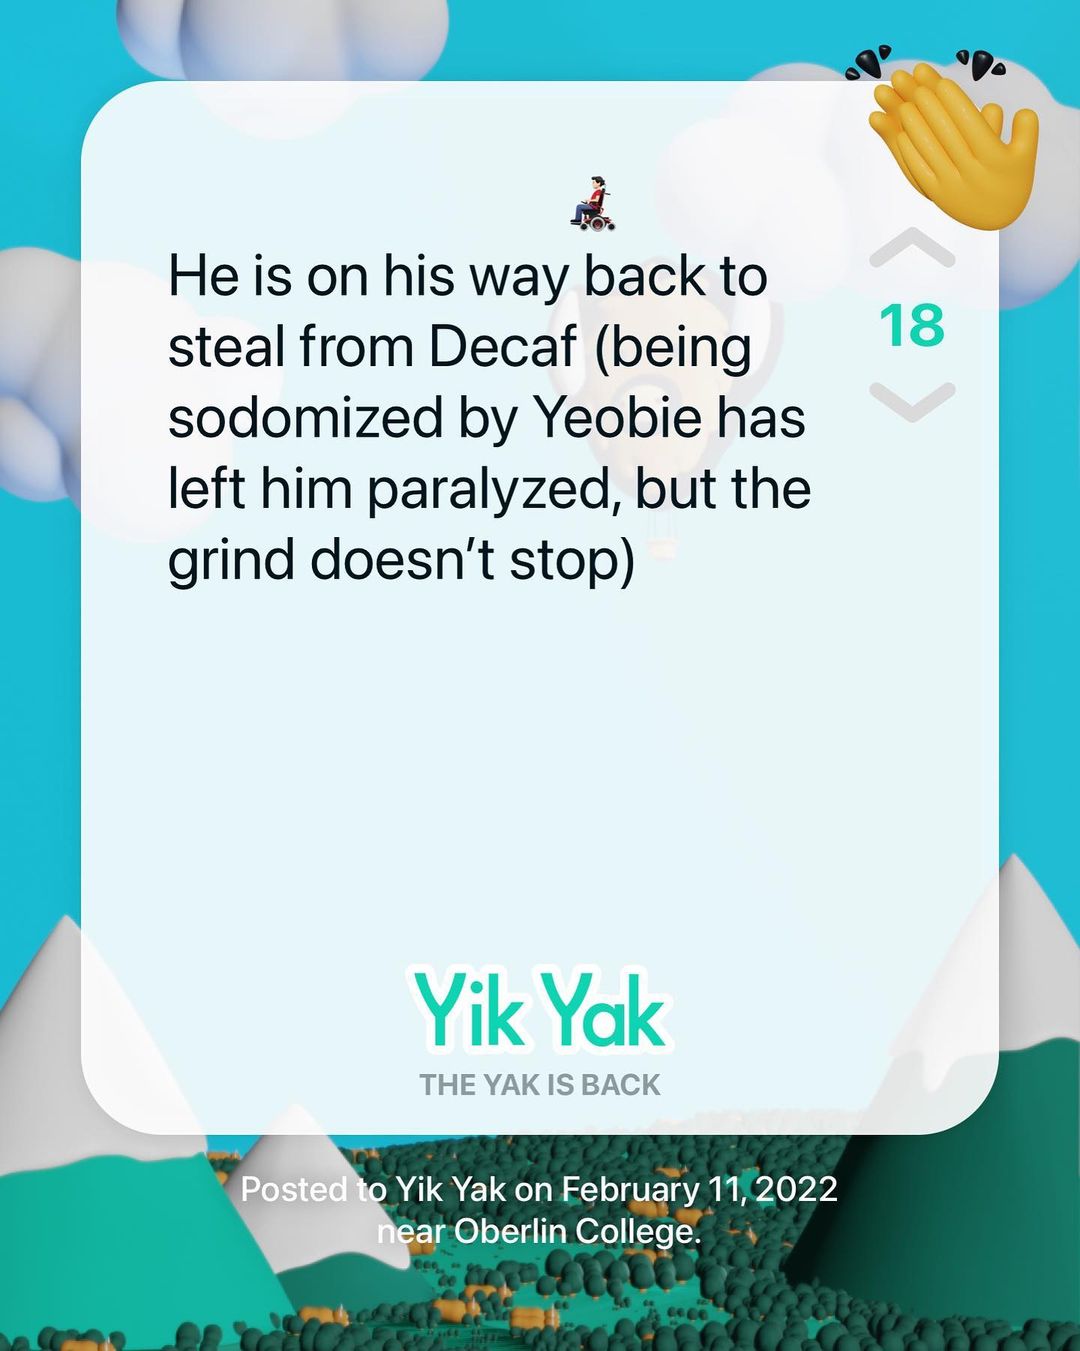 He is on his way back to
steal from Decaf (being
sodomized by Yeobie has
left him paralyzed, but the
grind doesn’t stop)
18
Yik Yak
THE YAK IS BACK
Posted to Yik Yak on February 11, 2022
near Oberlin College.